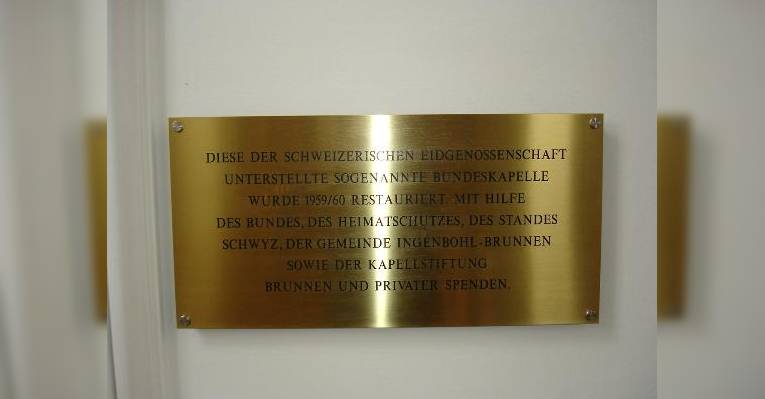 DIESE DER SCHWEIZERISCHEN EIDGENOSSENSCHAFT
UNTERSTELLTE SOGENANNTE BUNDESKAPELLE
WURDE 1959/60 RESTAURIERT MIT HILFE
DES BUNDES, DES HEIMATSCHUTZES, DES STANDES
SCHWYZ, DER GEMEINDE INGENBOHL-BRUNNEN
SOWIE DER KAPELLSTIFTUNG
BRUNNEN UND PRIVATER SPENDEN.